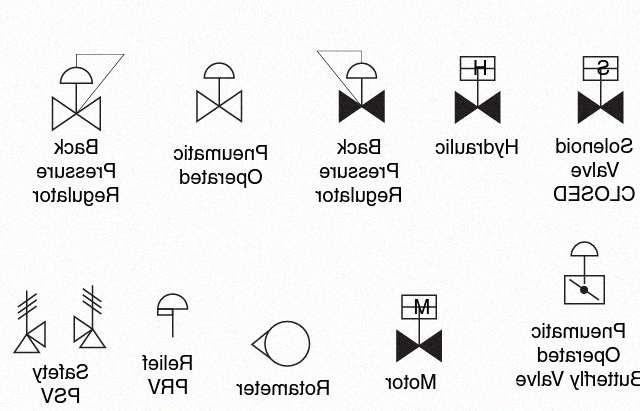 S
Solenoid
Valve
CLOSED
H
Hydraulic
Back
Pressure
Regulator
Pneumatic
Operated
Back
Pressure
Regulator
Pneumatic
Operated
Butterfly Valve
M
Motor
Rotameter
Relief
PRV
Safety
PSV